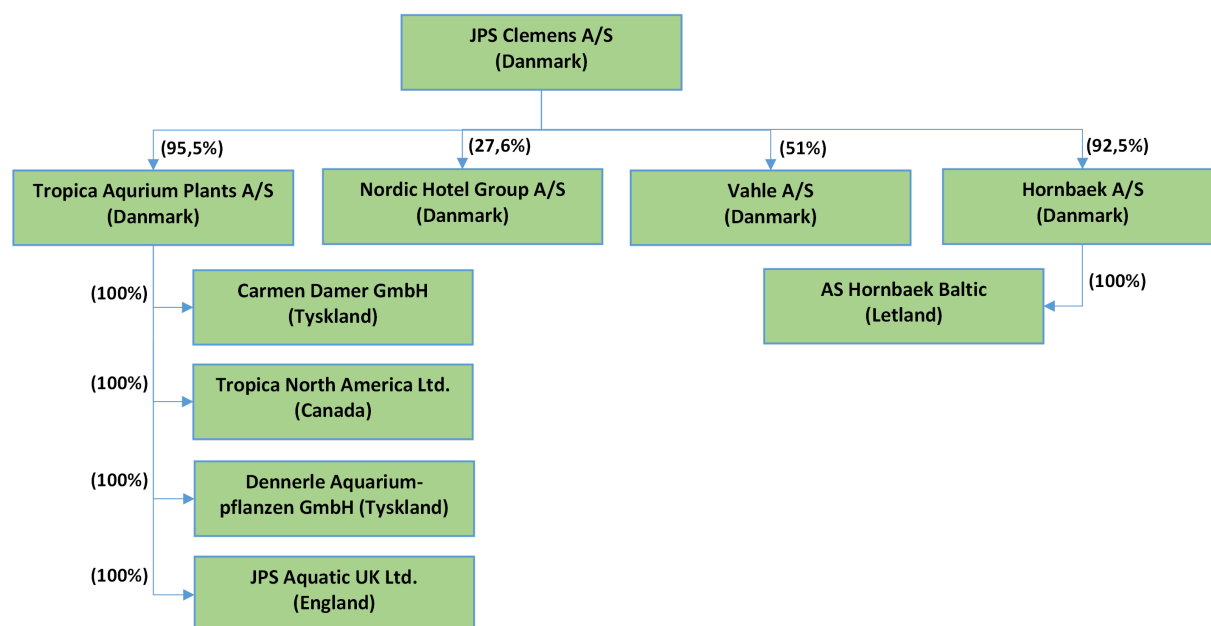 JPS Clemens A/S
(Danmark)
(95,5%)
(27,6%)
(51%)
(92,5%)
Tropica Aqurium Plants A/S
(Danmark)
Nordic Hotel Group A/S
(Danmark)
Vahle A/S
(Danmark)
Hornbaek A/S
(Danmark)
(100%)
Carmen Damer GmbH
(Tyskland)
AS Hornbaek Baltic
(Letland)
(100%)
(100%)
Tropica North America Ltd.
(Canada)
(100%)
Dennerle Aquarium-
pflanzen GmbH (Tyskland)
(100%)
JPS Aquatic UK Ltd.
(England)